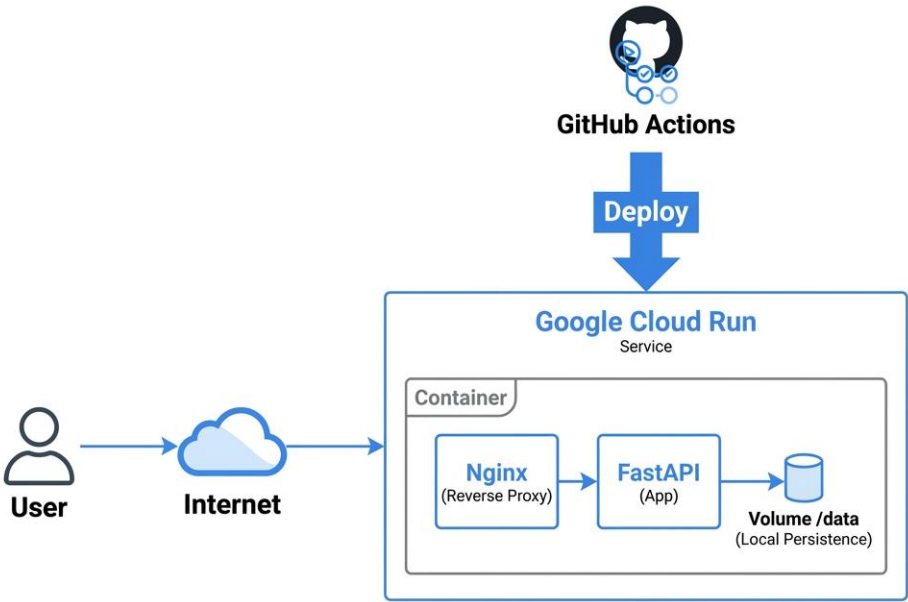 GitHub Actions
Deploy
Google Cloud Run
Service
Container
Nginx
(Reverse Proxy)
FastAPI
(App)
Volume /data
(Local Persistence)
User
Internet